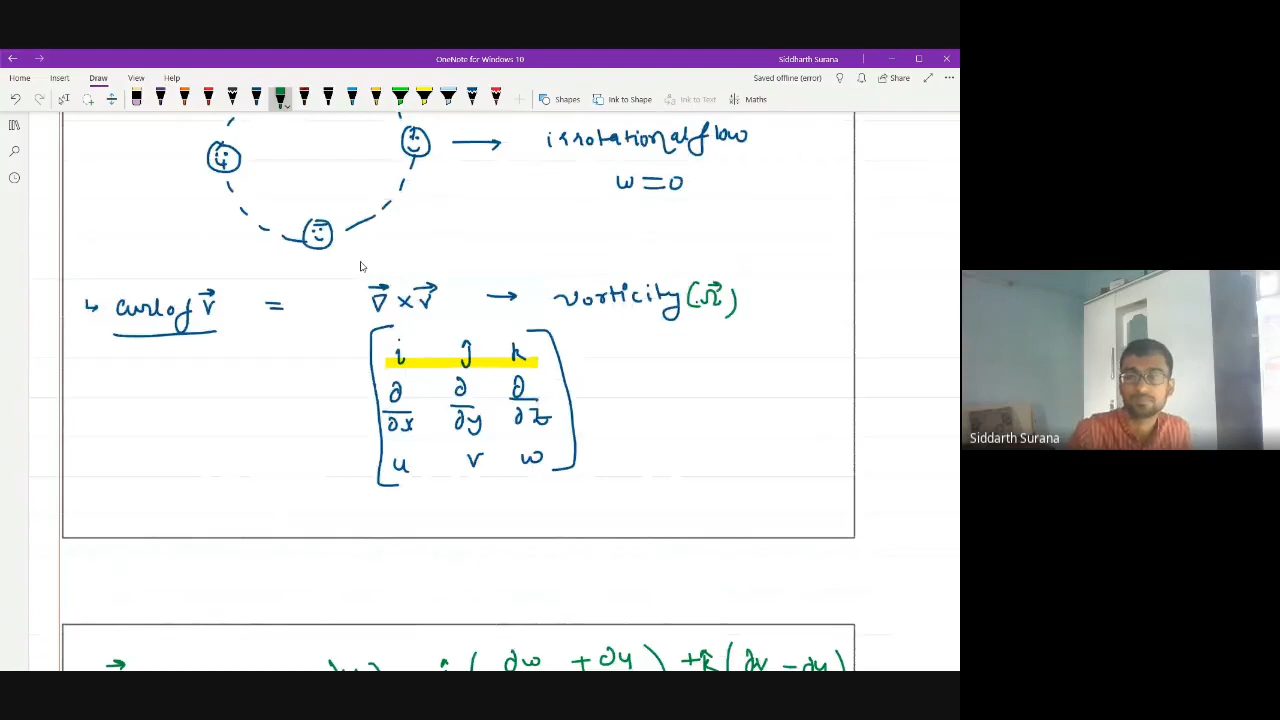 OneNote for Windows 10
Siddharth Surana
Home Insert Draw View Help
Saved offline (error)
Share
Shapes
Ink to Shape
Ink to Text
Maths
→ irrotational flow
w = 0
↳ curl of V⃗ = ∇⃗ × V⃗ → vorticity (Ω⃗)
i ĵ k
∂/∂x ∂/∂y ∂/∂z
u v w
Siddarth Surana